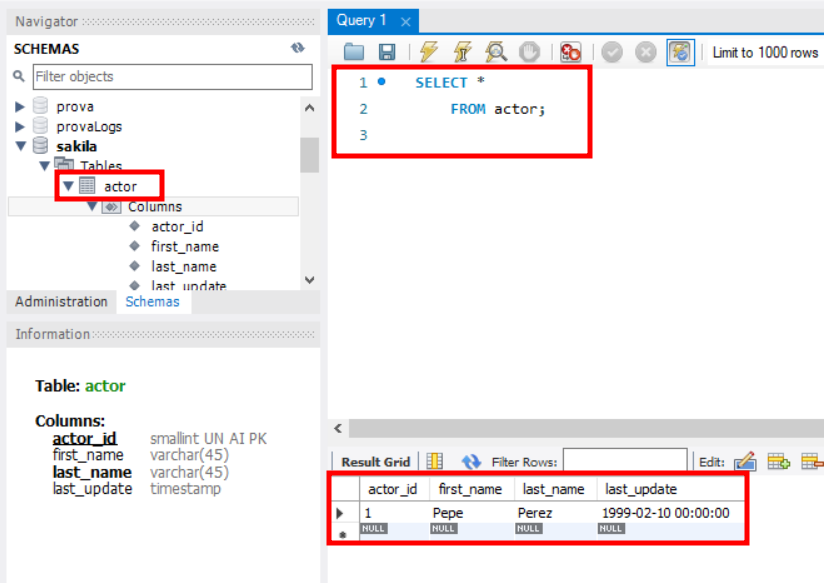 Navigator
SCHEMAS
Filter objects
prova
provaLogs
sakila
Tables
actor
Columns
actor_id
first_name
last_name
last_update
Administration Schemas
Information
Table: actor
Columns:
actor_id smallint UN AI PK
first_name varchar(45)
last_name varchar(45)
last_update timestamp
Query 1 ×
Limit to 1000 rows
1 SELECT *
2 FROM actor;
3
Result Grid Filter Rows: Edit:
actor_id first_name last_name last_update
1 Pepe Perez 1999-02-10 00:00:00
NULL NULL NULL NULL